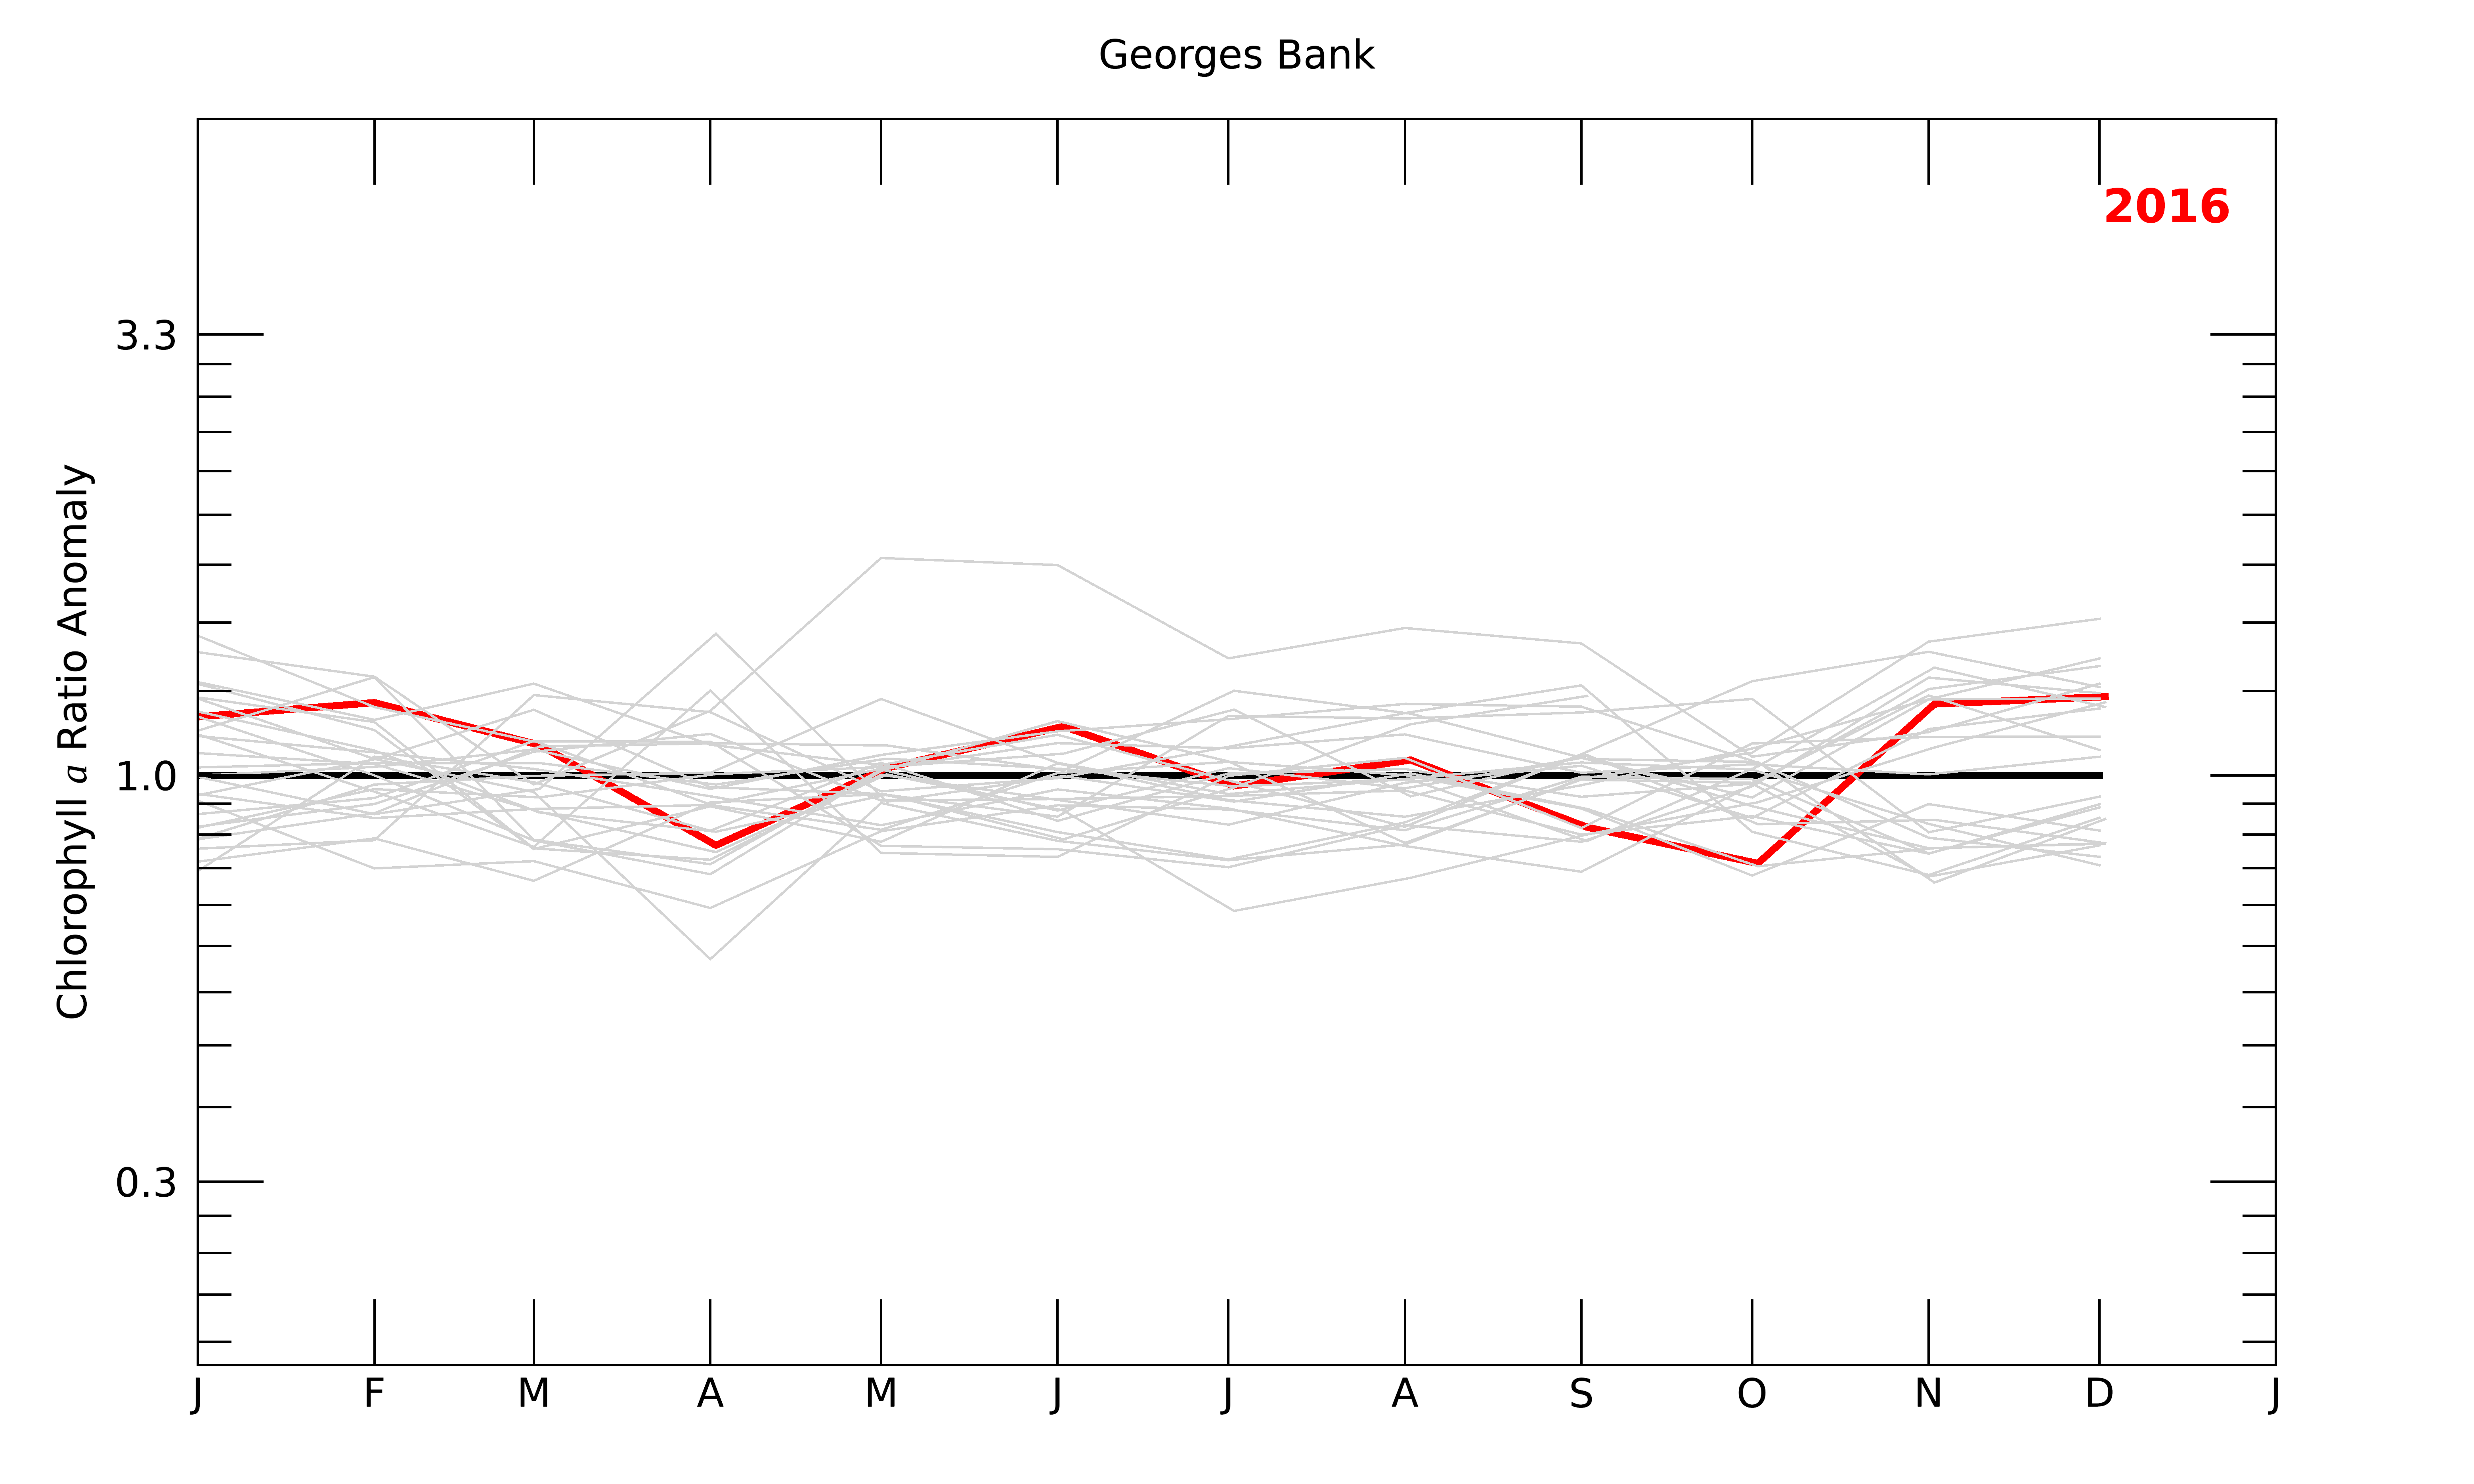 Georges Bank
2016
3.3
1.0
0.3
Chlorophyll a Ratio Anomaly
J F M A M J J A S O N D J